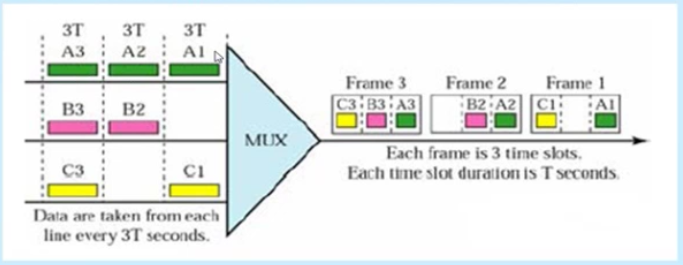 3T 3T 3T
A3 A2 A1
B3 B2
C3 C1
Data are taken from each
line every 3T seconds.
MUX
Frame 3 Frame 2 Frame 1
C3 B3 A3 B2 A2 C1 A1
Each frame is 3 time slots.
Each time slot duration is T seconds.